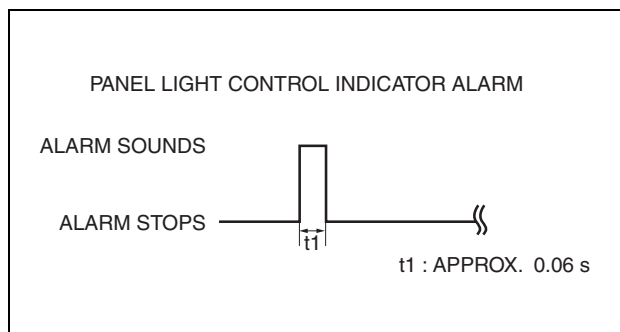 PANEL LIGHT CONTROL INDICATOR ALARM
ALARM SOUNDS
ALARM STOPS
t1
t1 : APPROX. 0.06 s